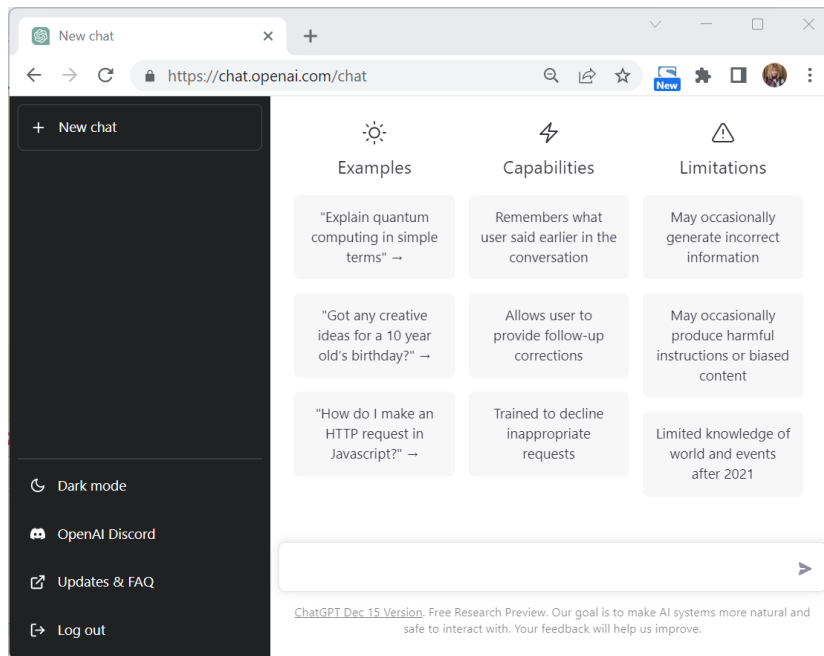 New chat
https://chat.openai.com/chat
New
New chat
Dark mode
OpenAI Discord
Updates & FAQ
Log out
Examples
"Explain quantum
computing in simple
terms" →
"Got any creative
ideas for a 10 year
old's birthday?" →
"How do I make an
HTTP request in
Javascript?" →
Capabilities
Remembers what
user said earlier in the
conversation
Allows user to
provide follow-up
corrections
Trained to decline
inappropriate
requests
Limitations
May occasionally
generate incorrect
information
May occasionally
produce harmful
instructions or biased
content
Limited knowledge of
world and events
after 2021
ChatGPT Dec 15 Version. Free Research Preview. Our goal is to make AI systems more natural and
safe to interact with. Your feedback will help us improve.